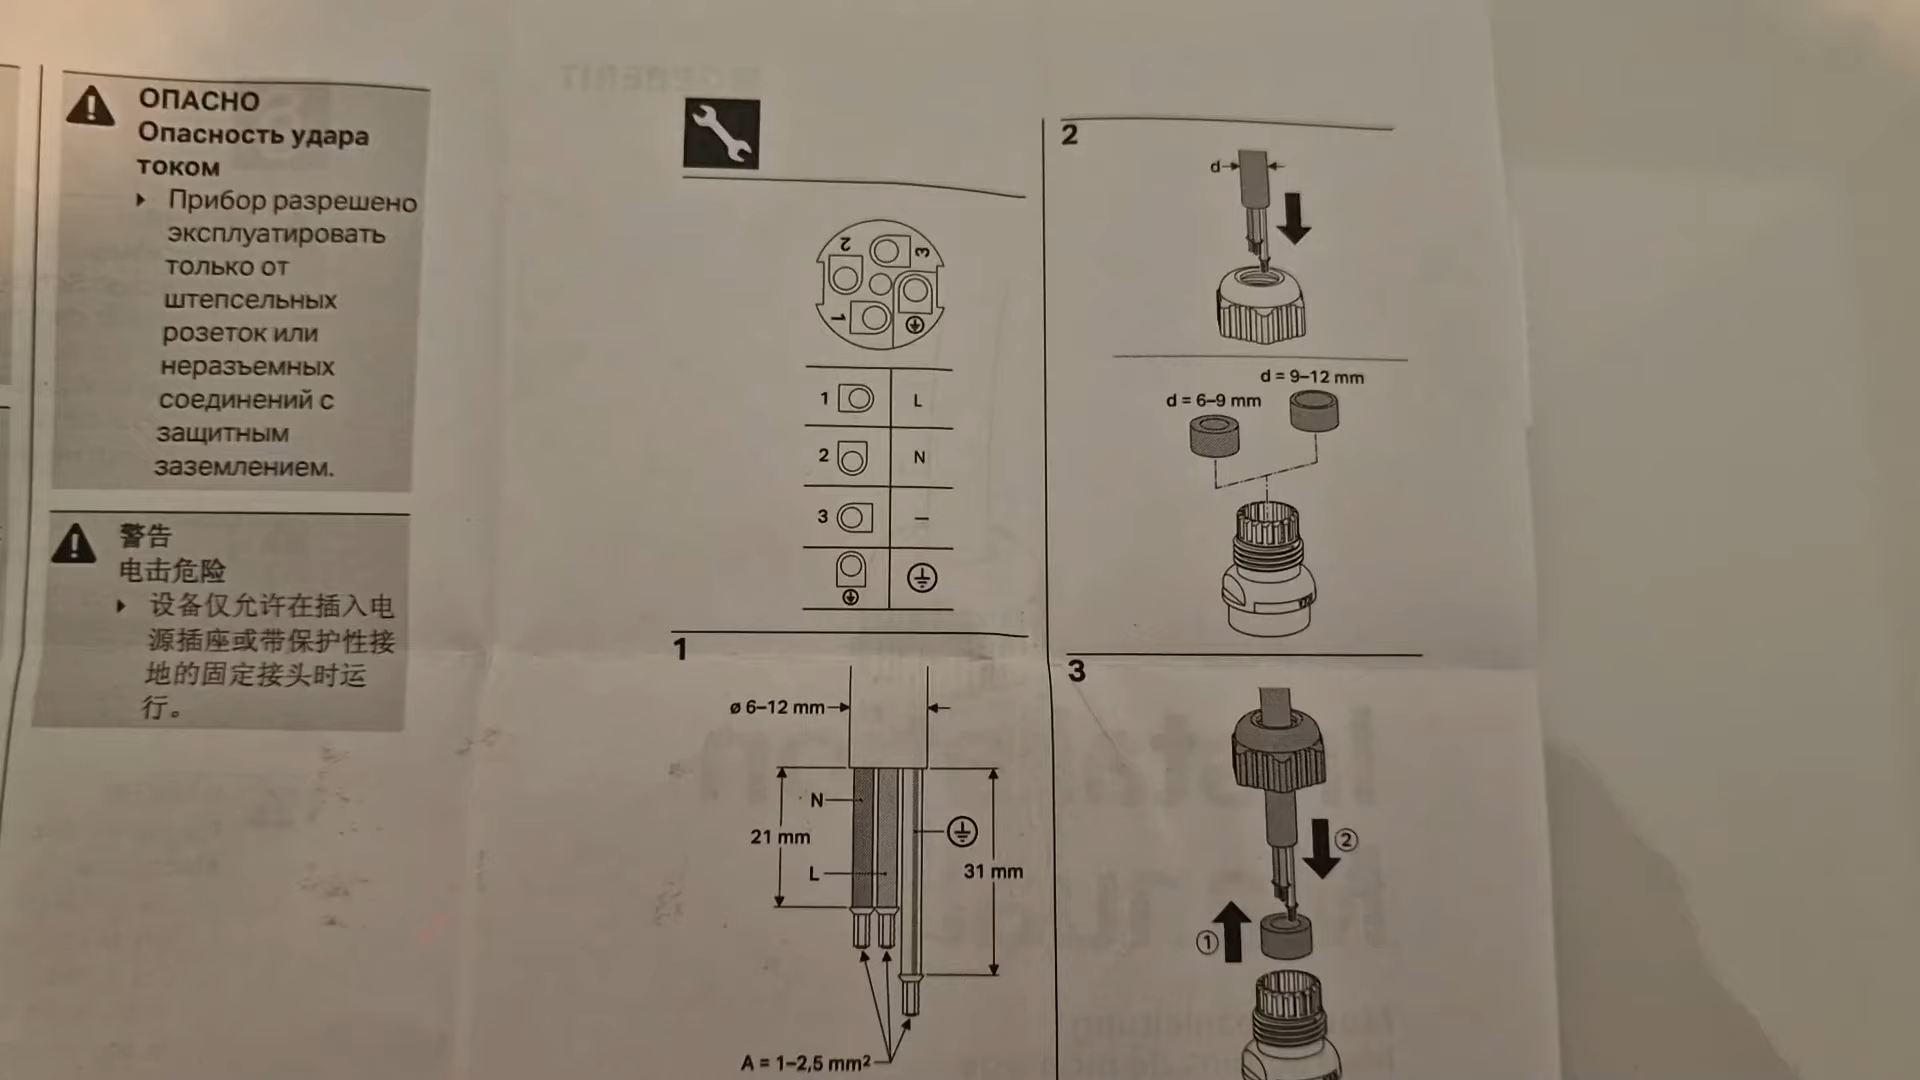 ОПАСНО
Опасность удара
током
Прибор разрешено
эксплуатировать
только от
штепсельных
розеток или
неразъемных
соединений с
защитным
заземлением.
警告
电击危险
设备仅允许在插入电
源插座或带保护性接
地的固定接头时运
行。
2
3
1
1 L
2 N
3 –
1
ø 6–12 mm
N
21 mm
L
31 mm
A = 1–2,5 mm²
2
d
d = 9–12 mm
d = 6–9 mm
3
②
①